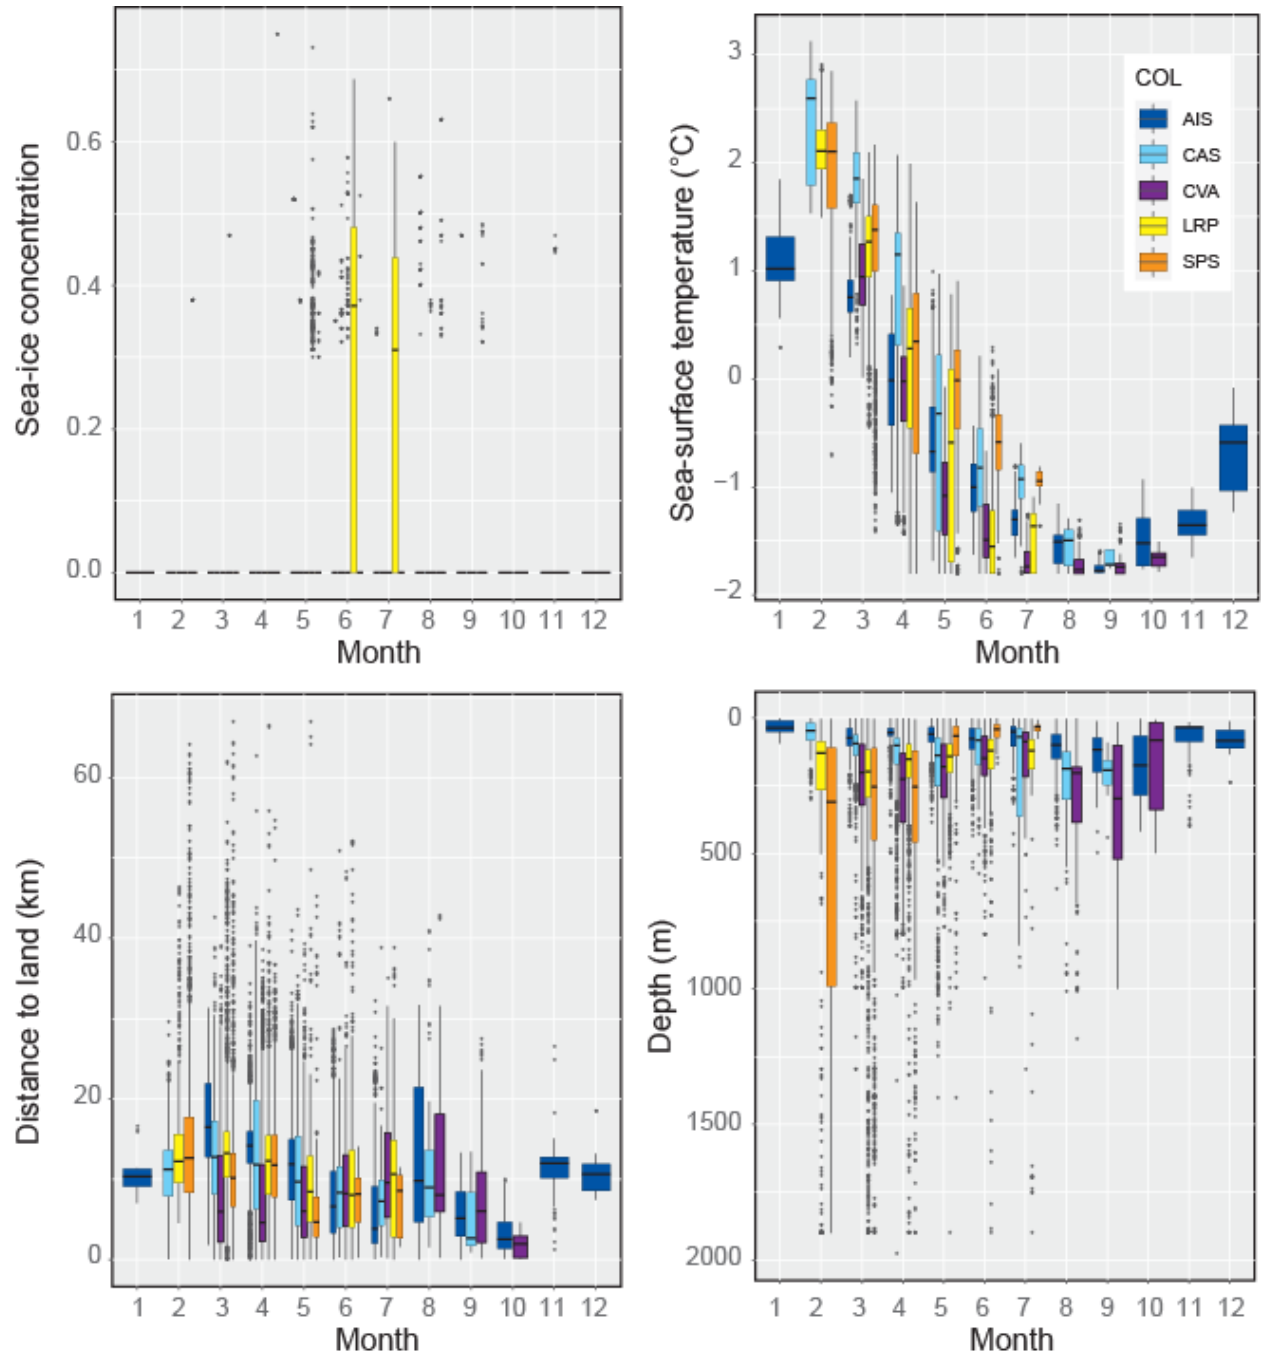 Sea-ice concentration
0.6
0.4
0.2
0.0
1 2 3 4 5 6 7 8 9 10 11 12
Month
Sea-surface temperature (°C)
3
2
1
0
−1
−2
COL
AIS
CAS
CVA
LRP
SPS
1 2 3 4 5 6 7 8 9 10 11 12
Month
Distance to land (km)
60
40
20
0
1 2 3 4 5 6 7 8 9 10 11 12
Month
Depth (m)
0
500
1000
1500
2000
1 2 3 4 5 6 7 8 9 10 11 12
Month